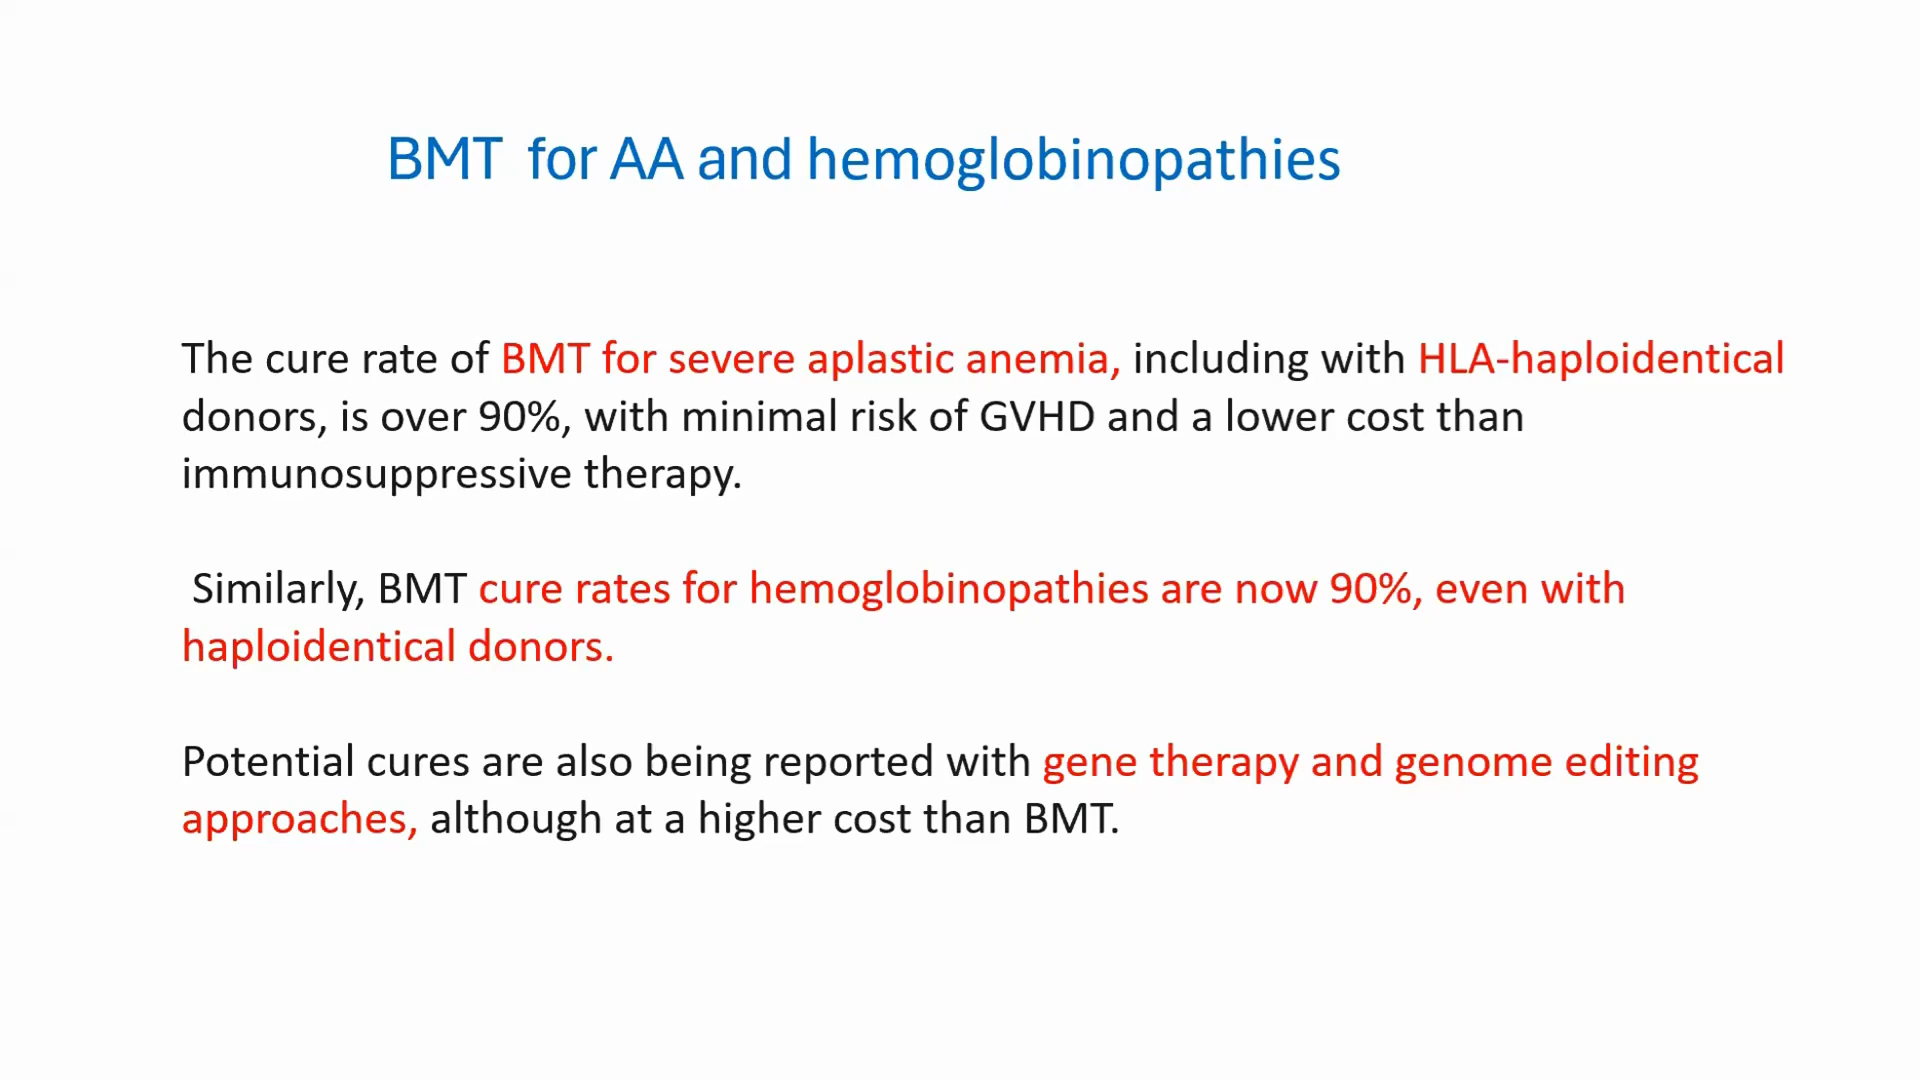 BMT for AA and hemoglobinopathies
The cure rate of BMT for severe aplastic anemia, including with HLA-haploidentical
donors, is over 90%, with minimal risk of GVHD and a lower cost than
immunosuppressive therapy.
Similarly, BMT cure rates for hemoglobinopathies are now 90%, even with
haploidentical donors.
Potential cures are also being reported with gene therapy and genome editing
approaches, although at a higher cost than BMT.